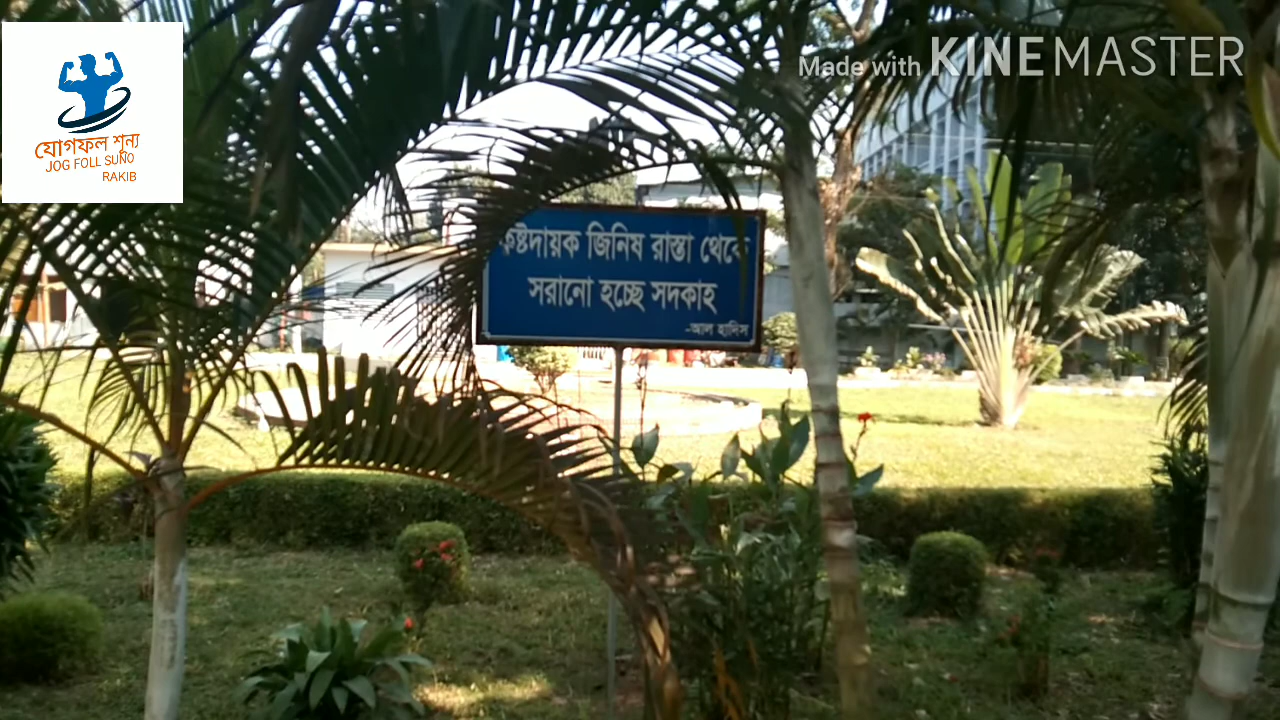 যোগফল শূন্য
JOG FOLL SUNO
RAKIB
Made with KINEMASTER
কষ্টদায়ক জিনিষ রাস্তা থেকে
সরানো হচ্ছে সদকাহ
-আল হাদিস